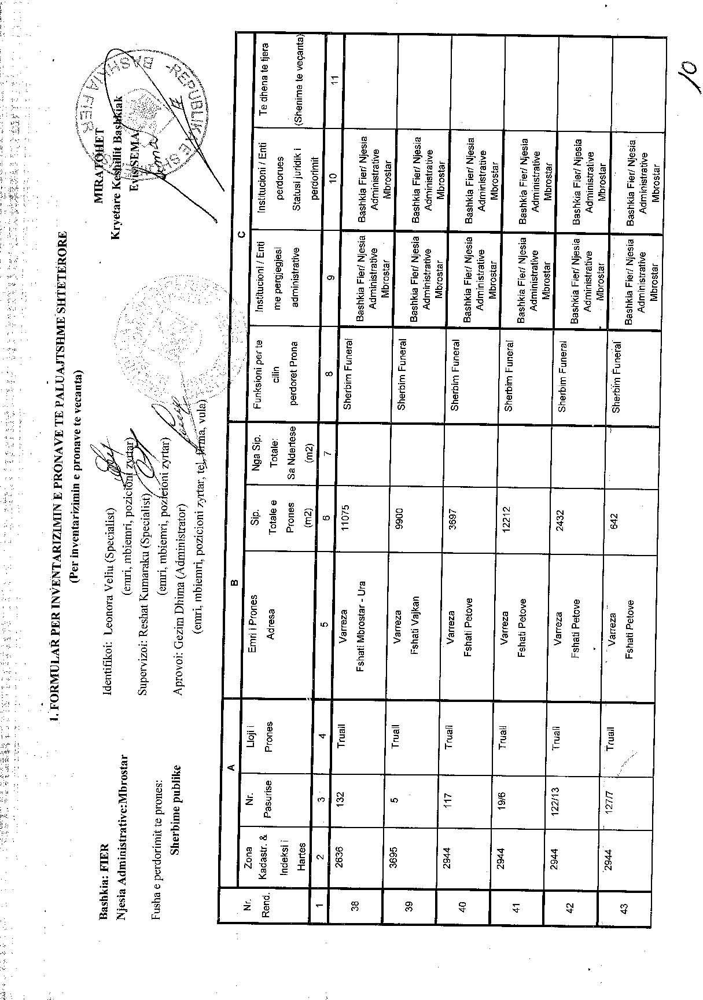 1. FORMULAR PER INVENTARIZIMIN E PRONAVE TE PALUAJTSHME SHTETERORE
(Per inventarizimin e pronave te vecanta)
Bashkia: FIER
Njesia Administrative:Mbrostar
Fusha e perdorimit te prones:
Sherbime publike
Identifikoi: Leonora Veliu (Specialist)
(emri, mbiemri, pozicioni zyrtar)
Supervizoi: Reshat Kumaraku (Specialist)
(emri, mbiemri, pozicioni zyrtar)
Aprovoi: Gezim Dhima (Administrator)
(emri, mbiemri, pozicioni zyrtar, tel, firma, vula)
MIRATOHET
Kryetare Keshillit Bashkiak
Evis SEMA
BASHKIA FIER
REPUBLIKA E
A B C
Nr. Rend. | Zona Kadastr. & Indeksi i Hartes | Nr. Pasurise | Lloji i Prones | Emri i Prones Adresa | Sip. Totale e Prones (m2) | Nga Sip. Totale: Sa Ndertese (m2) | Funksioni per te cilin perdoret Prona | Institucioni / Enti me pergjegjesi administrative | Institucioni / Enti perdorues Statusi juridik i perdorimit | Te dhena te tjera (Shenime te veçanta)
1 2 3 4 5 6 7 8 9 10 11
38 2636 132 Truall Varreza Fshati Mbrostar - Ura 11075 Sherbim Funeral Bashkia Fier/ Njesia Administrative Mbrostar Bashkia Fier/ Njesia Administrative Mbrostar
39 3695 5 Truall Varreza Fshati Vajkan 9900 Sherbim Funeral Bashkia Fier/ Njesia Administrative Mbrostar Bashkia Fier/ Njesia Administrative Mbrostar
40 2944 117 Truall Varreza Fshati Petove 3697 Sherbim Funeral Bashkia Fier/ Njesia Administrative Mbrostar Bashkia Fier/ Njesia Administrative Mbrostar
41 2944 19/6 Truall Varreza Fshati Petove 12212 Sherbim Funeral Bashkia Fier/ Njesia Administrative Mbrostar Bashkia Fier/ Njesia Administrative Mbrostar
42 2944 122/13 Truall Varreza Fshati Petove 2432 Sherbim Funeral Bashkia Fier/ Njesia Administrative Mbrostar Bashkia Fier/ Njesia Administrative Mbrostar
43 2944 127/7 Truall Varreza Fshati Petove 642 Sherbim Funeral Bashkia Fier/ Njesia Administrative Mbrostar Bashkia Fier/ Njesia Administrative Mbrostar
10